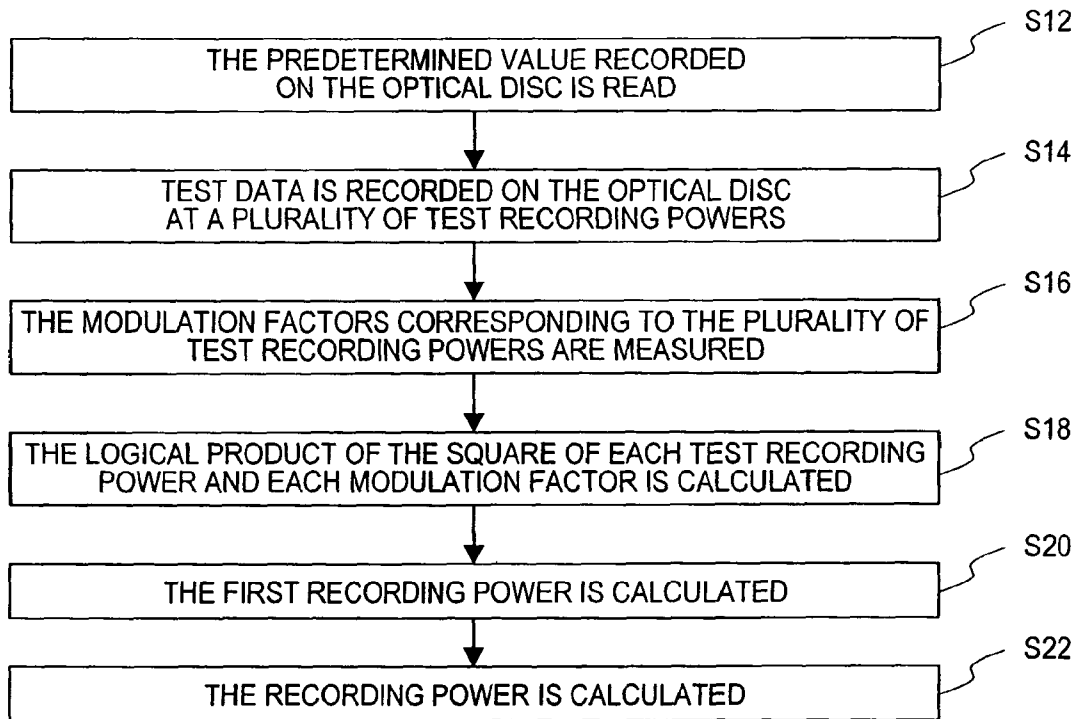 S12
THE PREDETERMINED VALUE RECORDED
ON THE OPTICAL DISC IS READ
S14
TEST DATA IS RECORDED ON THE OPTICAL DISC
AT A PLURALITY OF TEST RECORDING POWERS
S16
THE MODULATION FACTORS CORRESPONDING TO THE PLURALITY OF
TEST RECORDING POWERS ARE MEASURED
S18
THE LOGICAL PRODUCT OF THE SQUARE OF EACH TEST RECORDING
POWER AND EACH MODULATION FACTOR IS CALCULATED
S20
THE FIRST RECORDING POWER IS CALCULATED
S22
THE RECORDING POWER IS CALCULATED